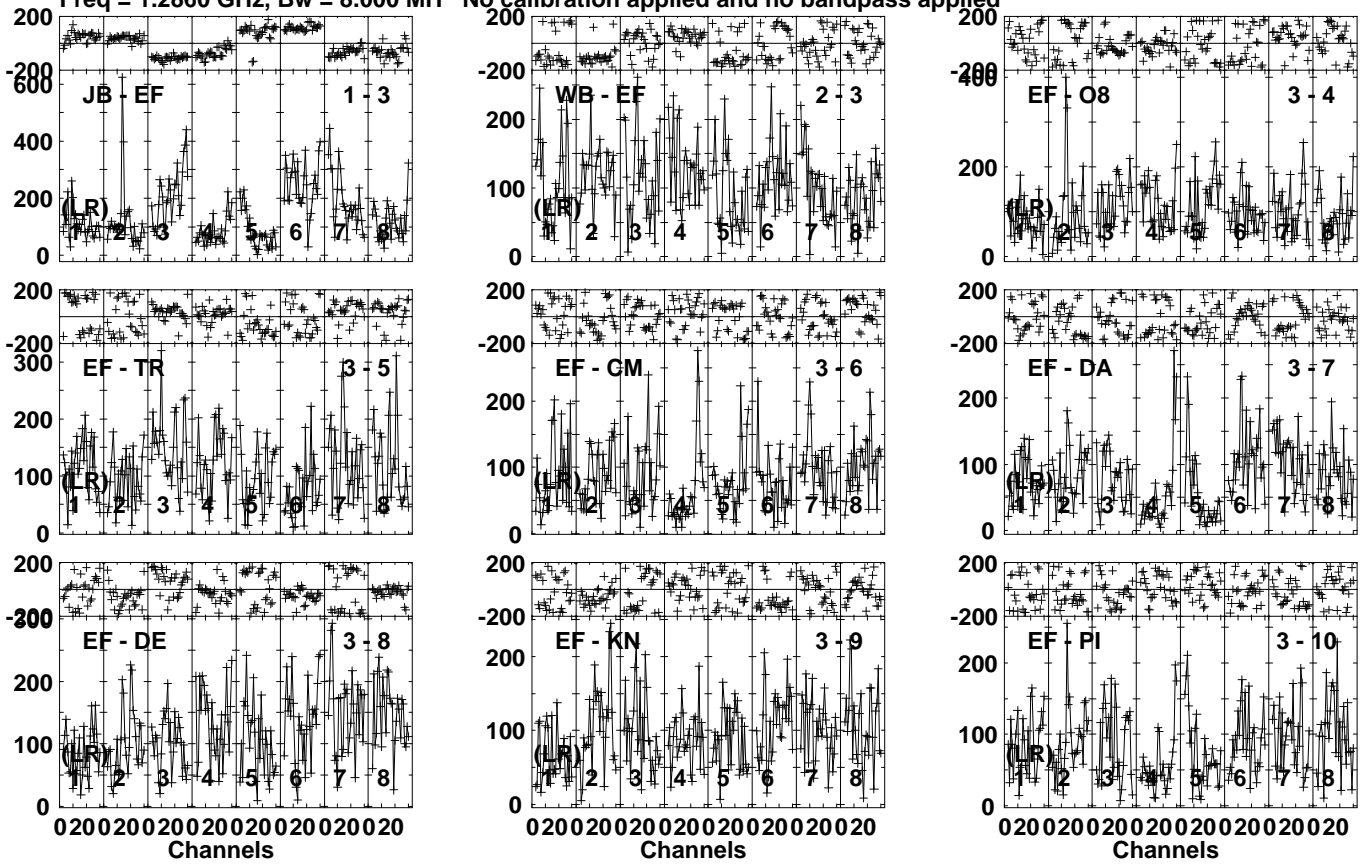 Freq = 1.2860 GHz, Bw = 8.000 MH No calibration applied and no bandpass applied
200
-200
600
400
200
0
JB - EF
1 - 3
(LR)
1 2 3 4 5 6 7 8
200
-200
200
100
0
WB - EF
2 - 3
(LR)
1 2 3 4 5 6 7 8
200
-200
400
200
0
EF - O8
3 - 4
(LR)
1 2 3 4 5 6 7 8
200
-200
300
200
100
0
EF - TR
3 - 5
(LR)
1 2 3 4 5 6 7 8
200
-200
200
100
0
EF - CM
3 - 6
(LR)
1 2 3 4 5 6 7 8
200
-200
200
100
0
EF - DA
3 - 7
(LR)
1 2 3 4 5 6 7 8
200
-200
300
200
100
0
EF - DE
3 - 8
(LR)
1 2 3 4 5 6 7 8
200
-200
200
100
0
EF - KN
3 - 9
(LR)
1 2 3 4 5 6 7 8
200
-200
200
100
0
EF - PI
3 - 10
(LR)
1 2 3 4 5 6 7 8
0 20 0 20 0 20 0 20 0 20 0 20 0 20 0 20
Channels
0 20 0 20 0 20 0 20 0 20 0 20 0 20 0 20
Channels
0 20 0 20 0 20 0 20 0 20 0 20 0 20 0 20
Channels